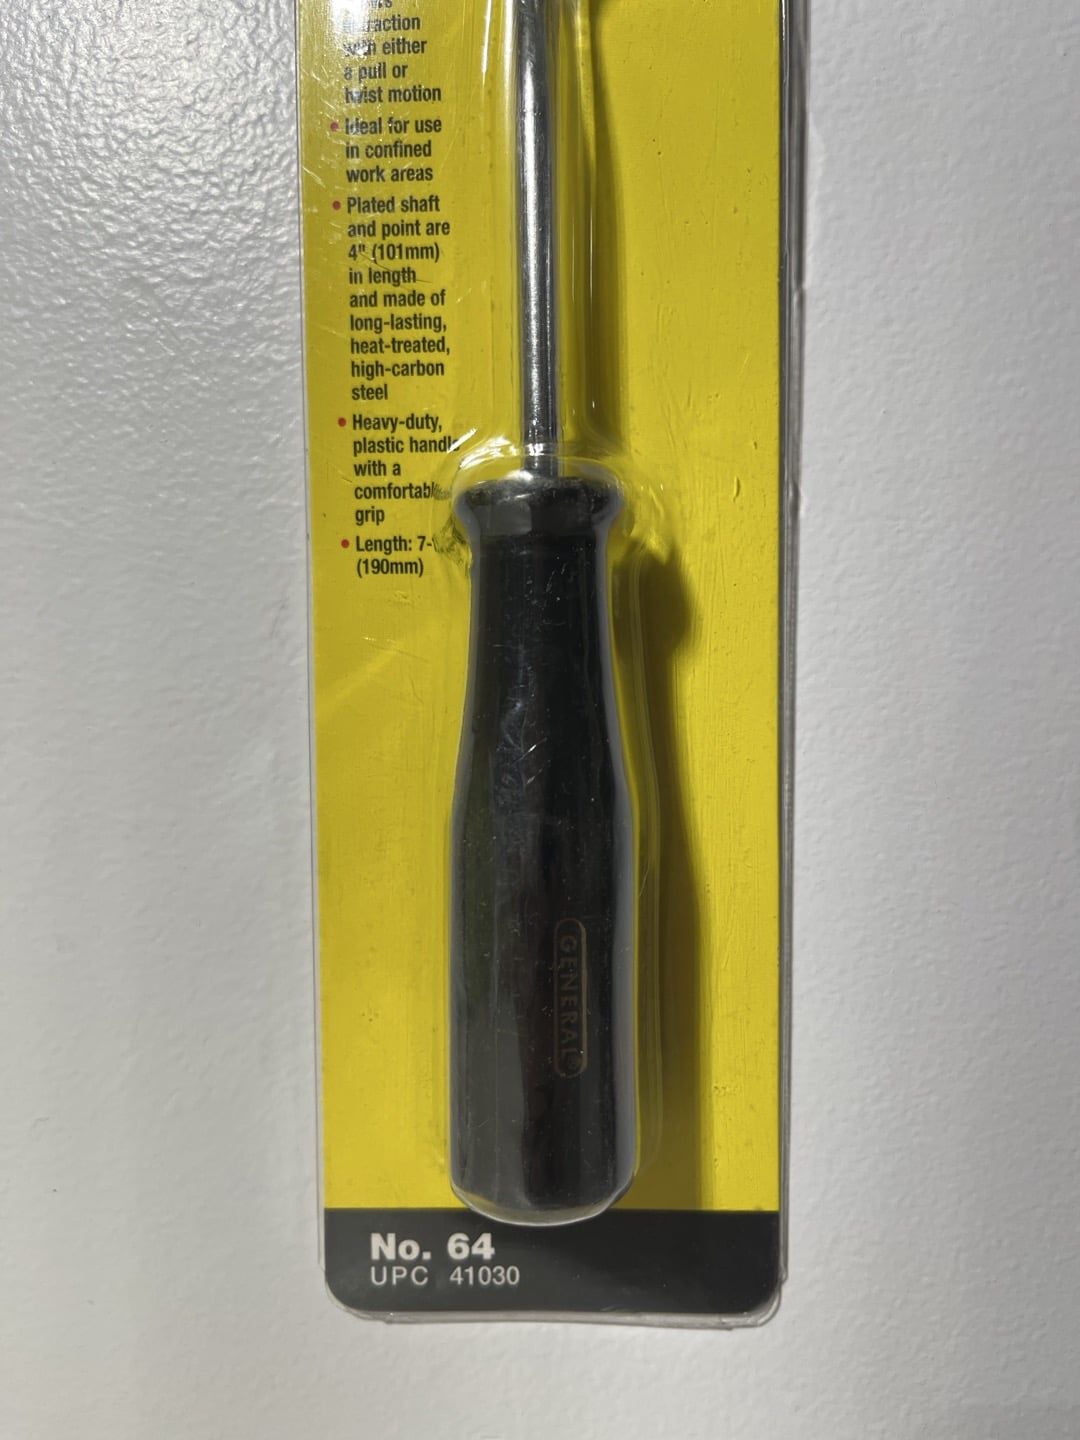 with either
a pull or
twist motion
• Ideal for use
in confined
work areas
• Plated shaft
and point are
4" (101mm)
in length
and made of
long-lasting,
heat-treated,
high-carbon
steel
• Heavy-duty,
plastic handle
with a
comfortable
grip
• Length:
(190mm)
GENERAL®
No. 64
UPC 41030